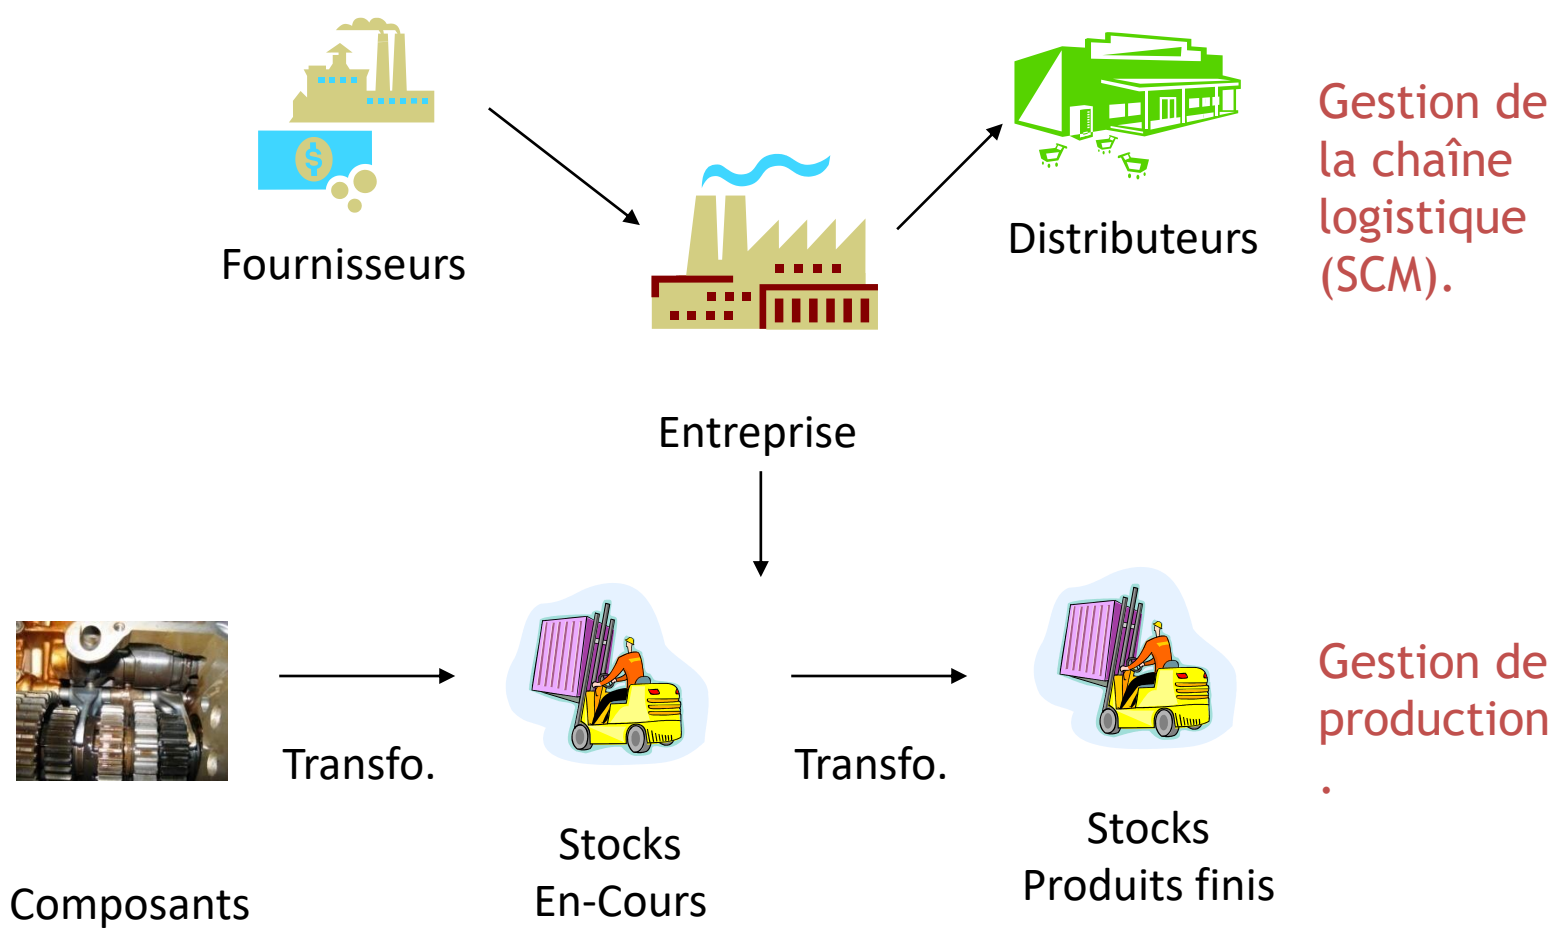 Fournisseurs
Distributeurs
Gestion de
la chaîne
logistique
(SCM).
$
Entreprise
Composants
Transfo.
Stocks
En-Cours
Transfo.
Stocks
Produits finis
Gestion de
production
.